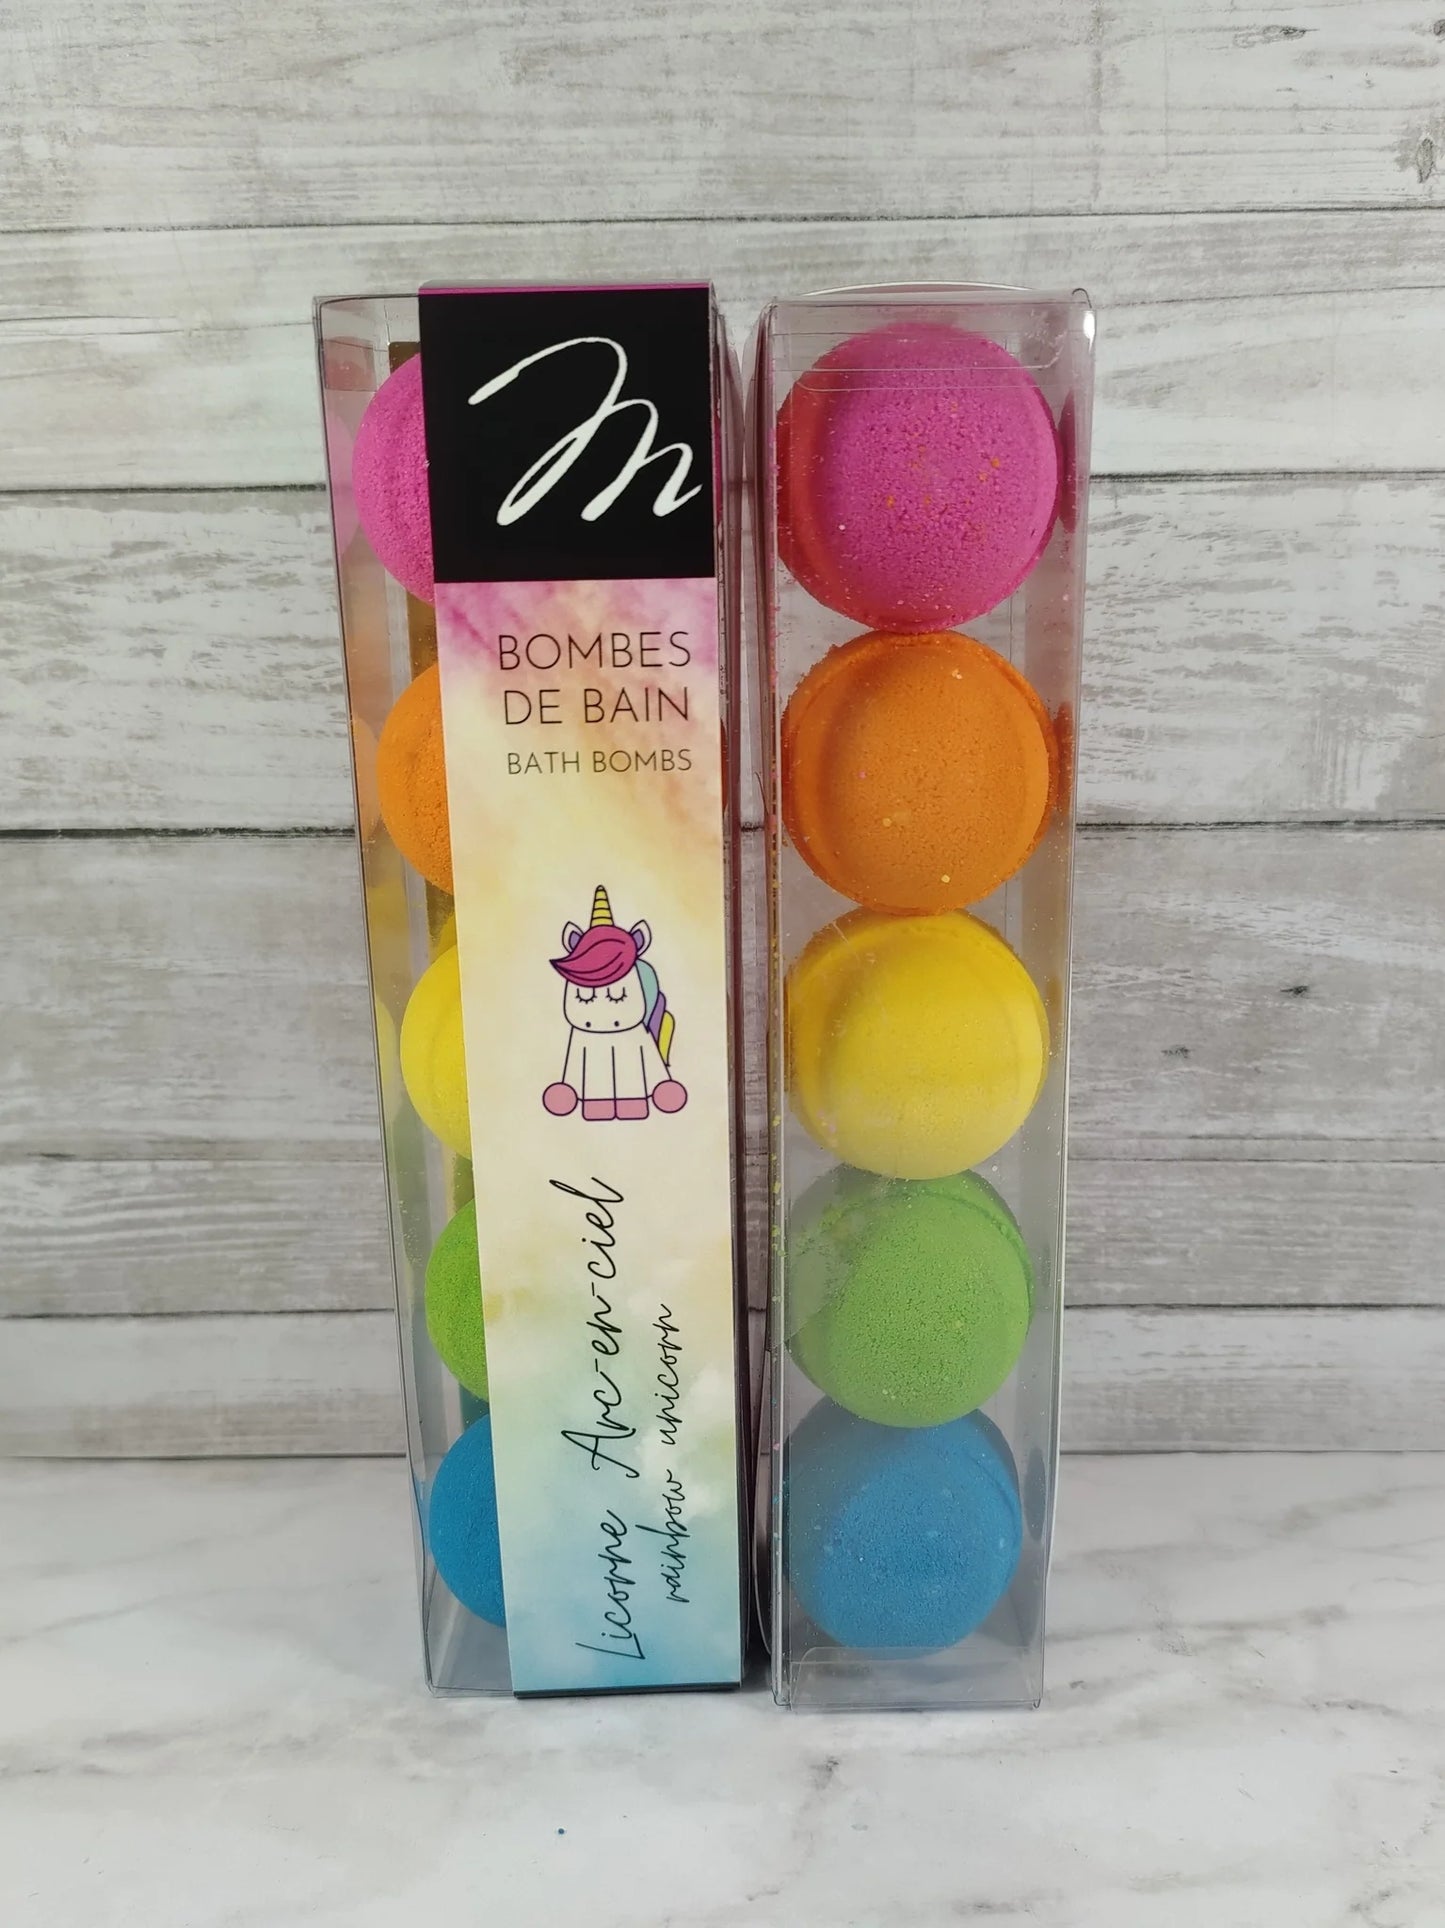 M
BOMBES
DE BAIN
BATH BOMBS
Licorne Arc-en-ciel
rainbow unicorn